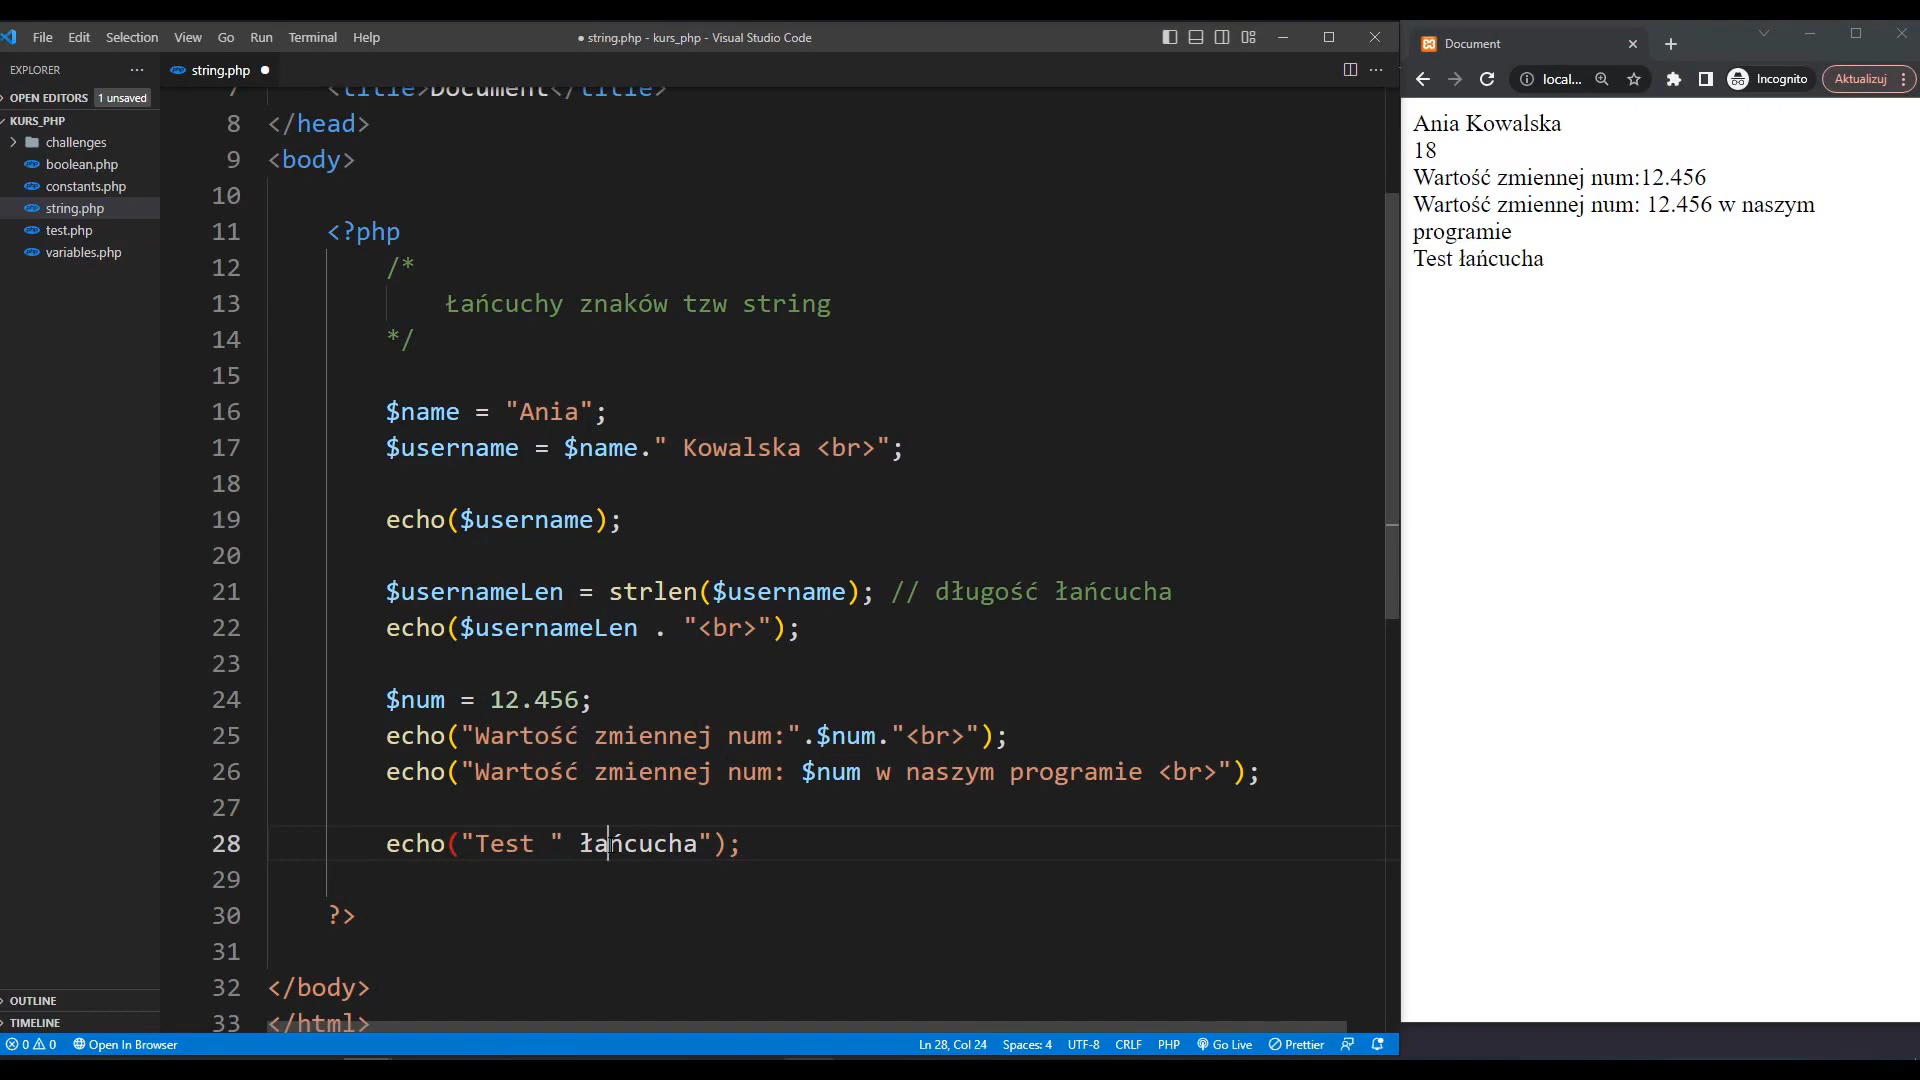 File Edit Selection View Go Run Terminal Help
● string.php - kurs_php - Visual Studio Code
EXPLORER
string.php
OPEN EDITORS 1 unsaved
KURS_PHP
challenges
boolean.php
constants.php
string.php
test.php
variables.php
OUTLINE
TIMELINE
7 <title>Document</title>
8 </head>
9 <body>
10
11 <?php
12 /*
13 Łańcuchy znaków tzw string
14 */
15
16 $name = "Ania";
17 $username = $name." Kowalska <br>";
18
19 echo($username);
20
21 $usernameLen = strlen($username); // długość łańcucha
22 echo($usernameLen . "<br>");
23
24 $num = 12.456;
25 echo("Wartość zmiennej num:".$num."<br>");
26 echo("Wartość zmiennej num: $num w naszym programie <br>");
27
28 echo("Test " łańcucha");
29
30 ?>
31
32 </body>
33 </html>
0 0 Open In Browser Ln 28, Col 24 Spaces: 4 UTF-8 CRLF PHP Go Live Prettier
Document
local... Incognito Aktualizuj
Ania Kowalska
18
Wartość zmiennej num:12.456
Wartość zmiennej num: 12.456 w naszym
programie
Test łańcucha